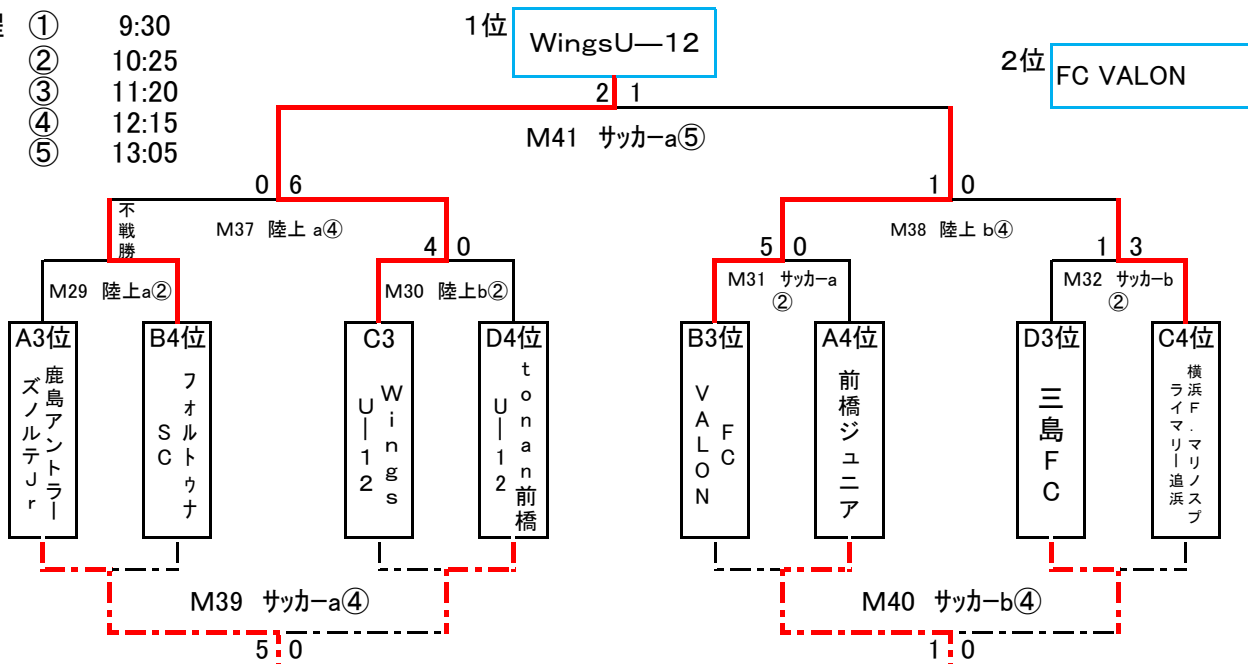 ① 9:30
② 10:25
③ 11:20
④ 12:15
⑤ 13:05
1位
WingsU―12
2位
FC VALON
2 1
M41 サッカーa⑤
0 6
1 0
不戦勝
M37 陸上 a④
M38 陸上 b④
4 0
5 0
1 3
M29 陸上a②
M30 陸上b②
M31 サッカーa
②
M32 サッカーb
②
A3位
鹿島アントラー
ズノルテJr
B4位
フォルトゥナ
SC
C3
Wings
U―12
D4位
tonan前橋
U―12
B3位
FC
VALON
A4位
前橋ジュニア
D3位
三島FC
C4位
横浜F.マリノスプ
ライマリー追浜
M39 サッカーa④
M40 サッカーb④
5 0
1 0